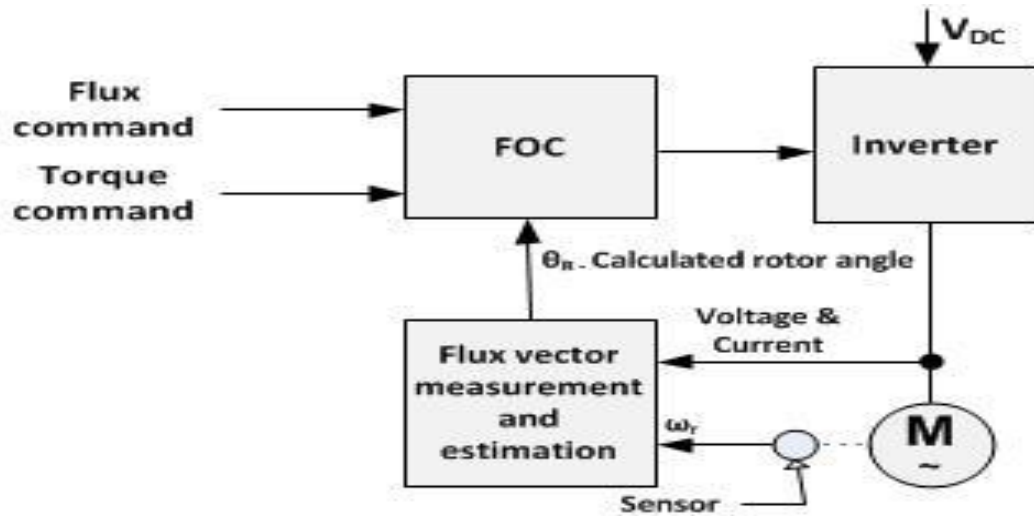 V_DC
Flux
command
Torque
command
FOC
Inverter
θ_R - Calculated rotor angle
Voltage &
Current
Flux vector
measurement
and
estimation
ω_r
M
~
Sensor